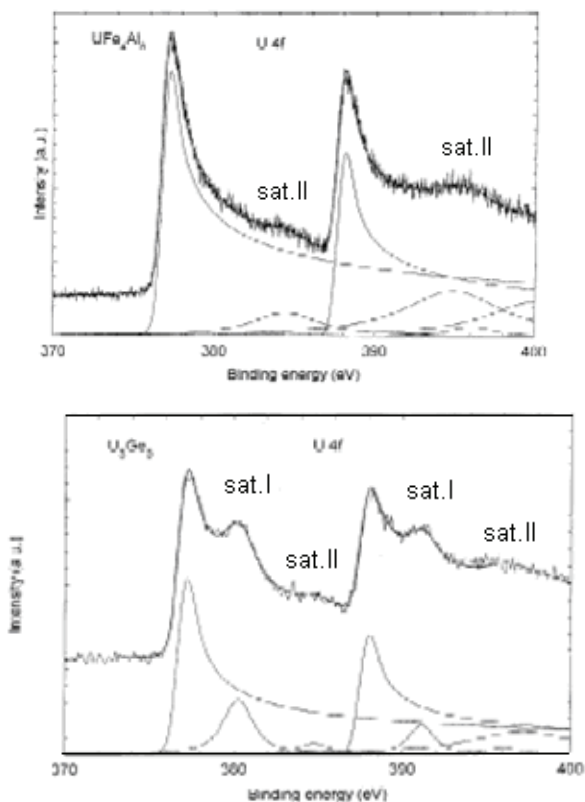 UFe4Al8 U 4f
sat.II
sat.II
Intensity (a.u.)
370 380 390 400
Binding energy (eV)
U 4f
sat.I
sat.I
sat.II
sat.II
Intensity (a.u.)
370 380 390 400
Binding energy (eV)